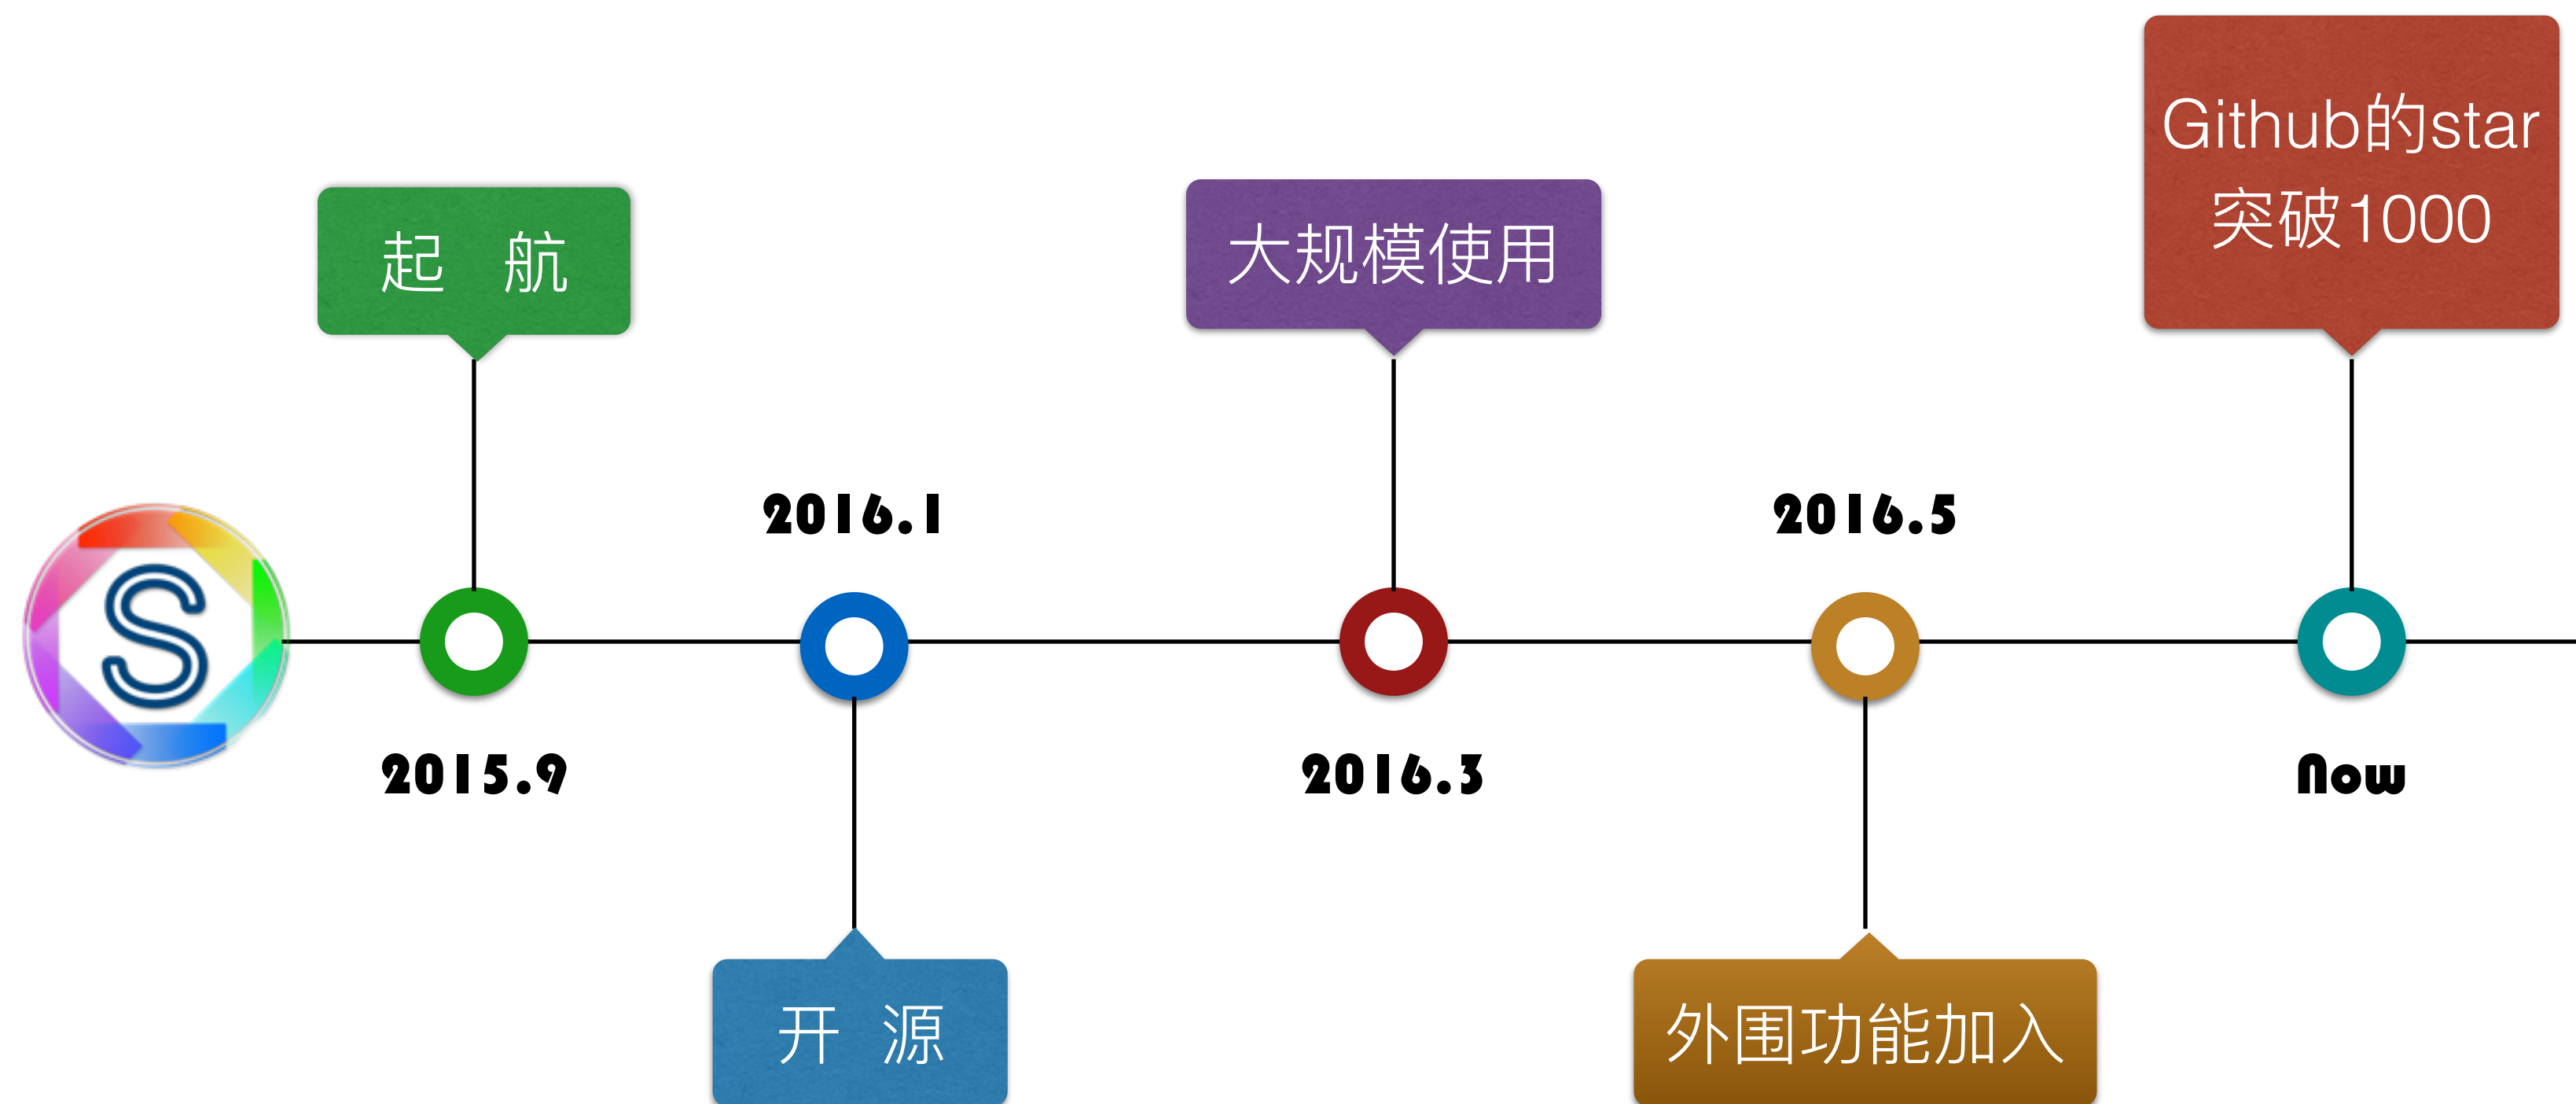 Github的star
突破1000
起 航
大规模使用
2016.1
2016.5
S
2015.9
2016.3
Now
开 源
外围功能加入